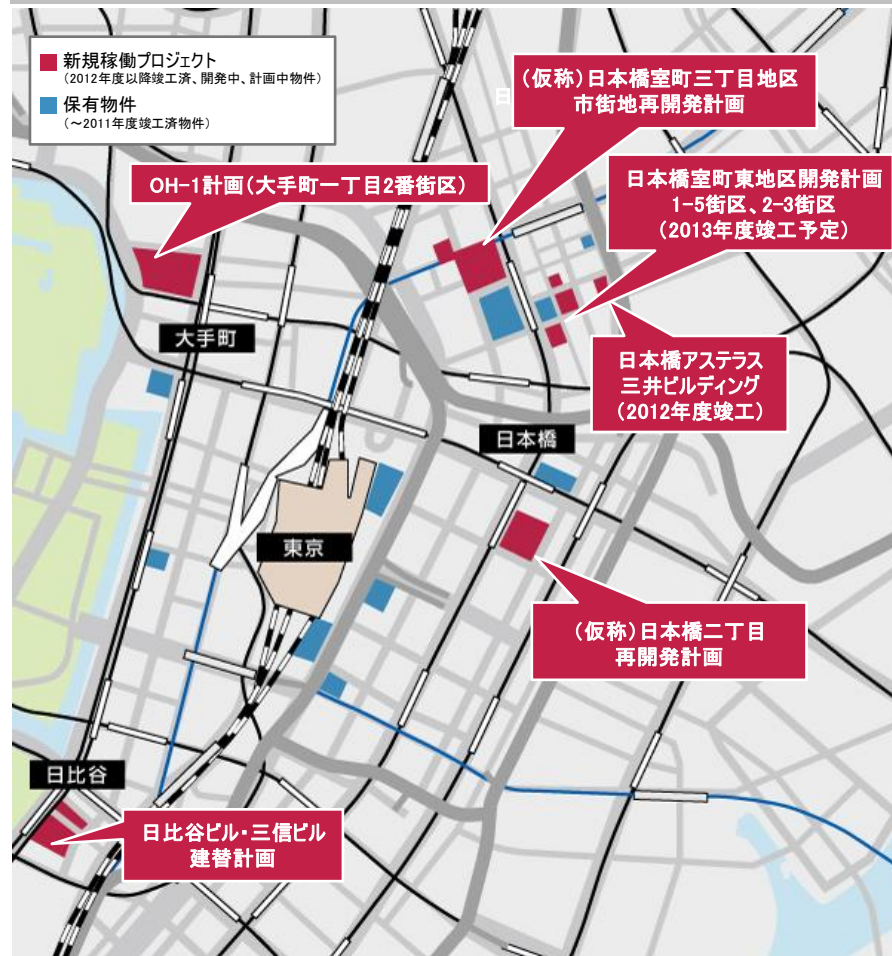 新規稼働プロジェクト
（2012年度以降竣工済、開発中、計画中物件）
保有物件
（～2011年度竣工済物件）
（仮称）日本橋室町三丁目地区
市街地再開発計画
OH-1計画（大手町一丁目2番街区）
日本橋室町東地区開発計画
1-5街区、2-3街区
（2013年度竣工予定）
大手町
日本橋アステラス
三井ビルディング
（2012年度竣工）
日本橋
東京
（仮称）日本橋二丁目
再開発計画
日比谷
日比谷ビル・三信ビル
建替計画